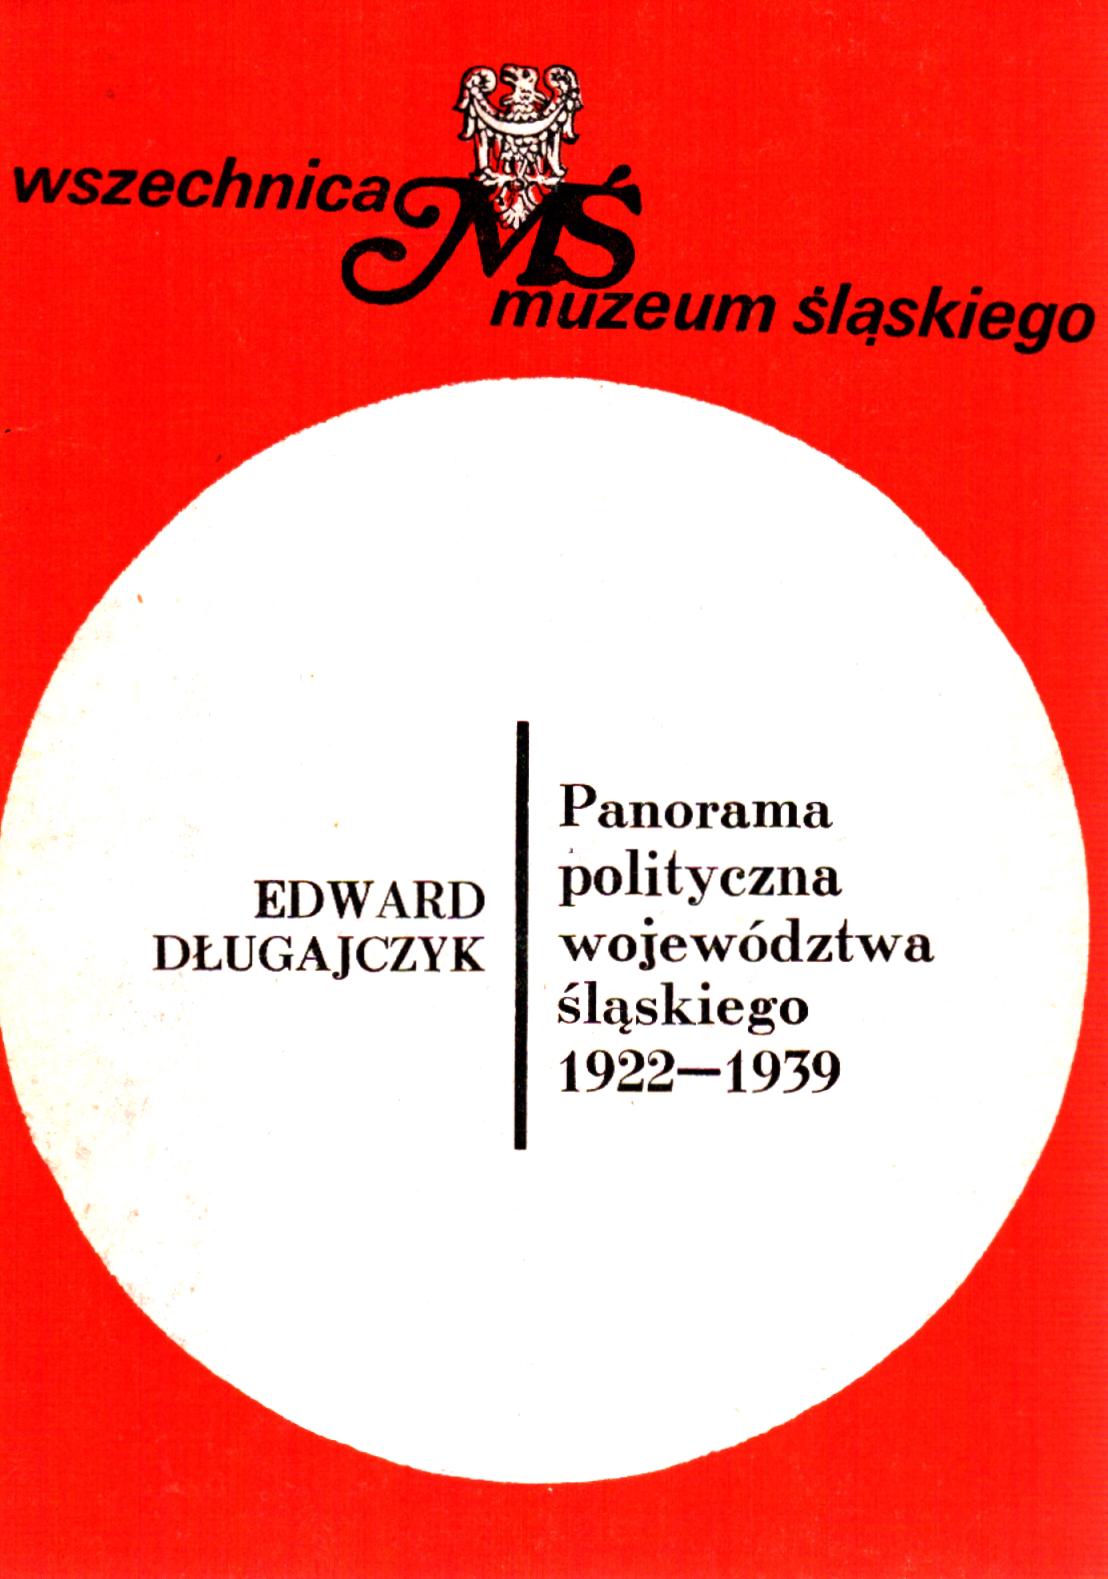 wszechnica
MŚ
muzeum śląskiego
EDWARD
DŁUGAJCZYK
Panorama
polityczna
województwa
śląskiego
1922—1939